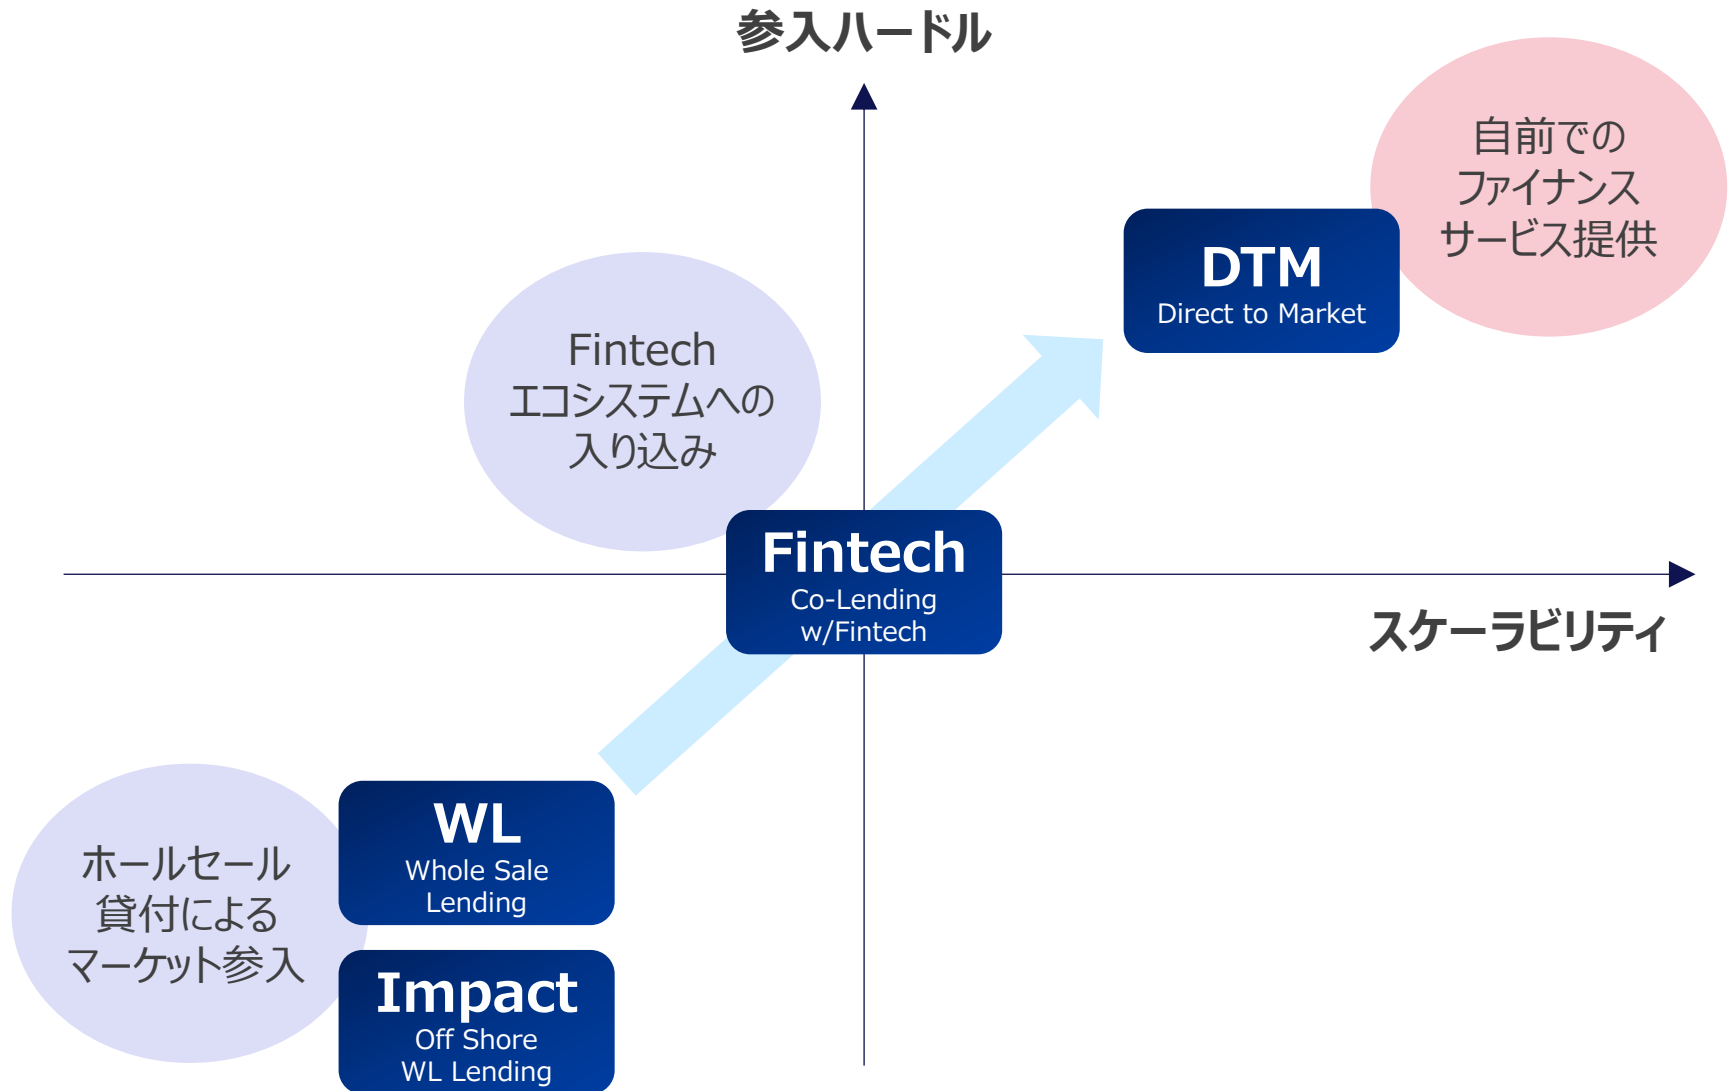 参入ハードル
自前での
ファイナンス
サービス提供
DTM
Direct to Market
Fintech
エコシステムへの
入り込み
Fintech
Co-Lending
w/Fintech
スケーラビリティ
ホールセール
貸付による
マーケット参入
WL
Whole Sale
Lending
Impact
Off Shore
WL Lending